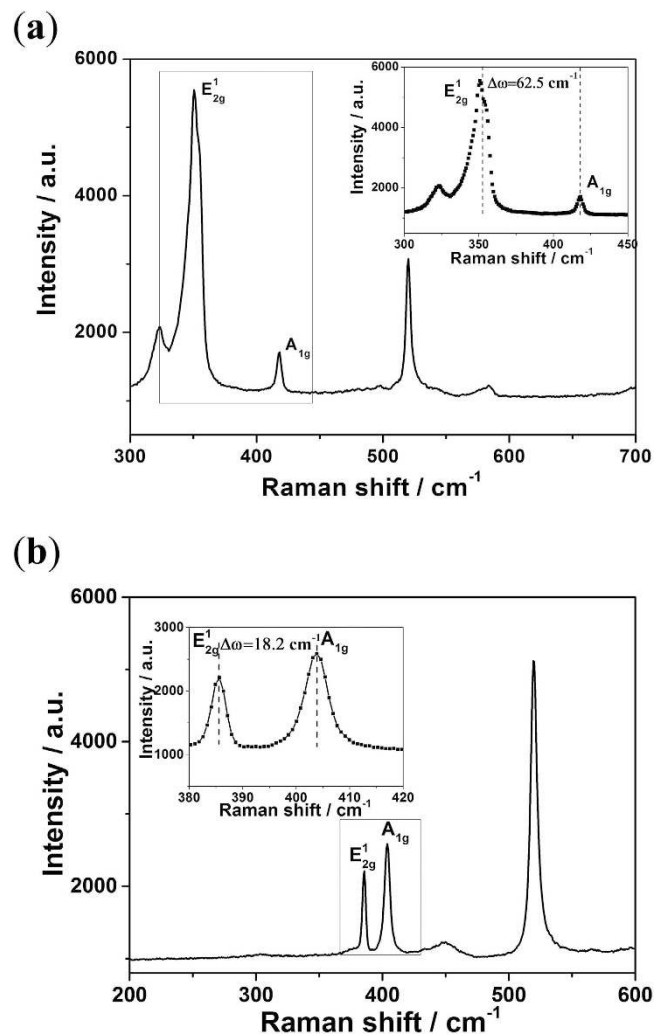 (a)
6000
4000
2000
Intensity / a.u.
E¹₂g
A₁g
300 400 500 600 700
Raman shift / cm⁻¹
6000
4000
2000
Intensity / a.u.
E¹₂g
Δω=62.5 cm⁻¹
A₁g
300 350 400 450
Raman shift / cm⁻¹
(b)
6000
4000
2000
Intensity / a.u.
3000
2000
1000
Intensity / a.u.
E¹₂g Δω=18.2 cm⁻¹ A₁g
380 390 400 410 420
Raman shift / cm⁻¹
E¹₂g
A₁g
200 300 400 500 600
Raman shift / cm⁻¹